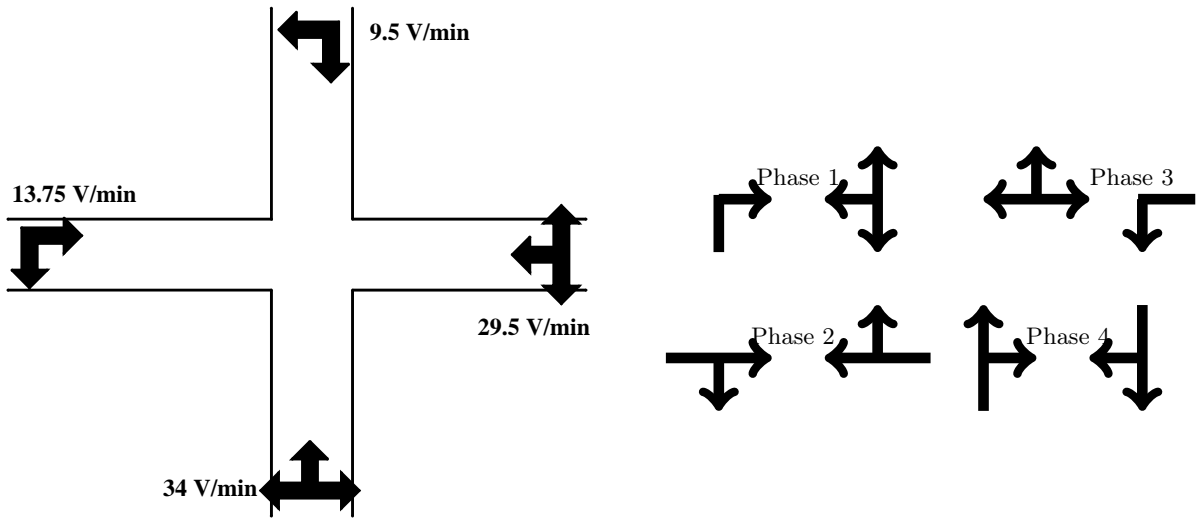 9.5 V/min
13.75 V/min
29.5 V/min
34 V/min
Phase 1
Phase 3
Phase 2
Phase 4